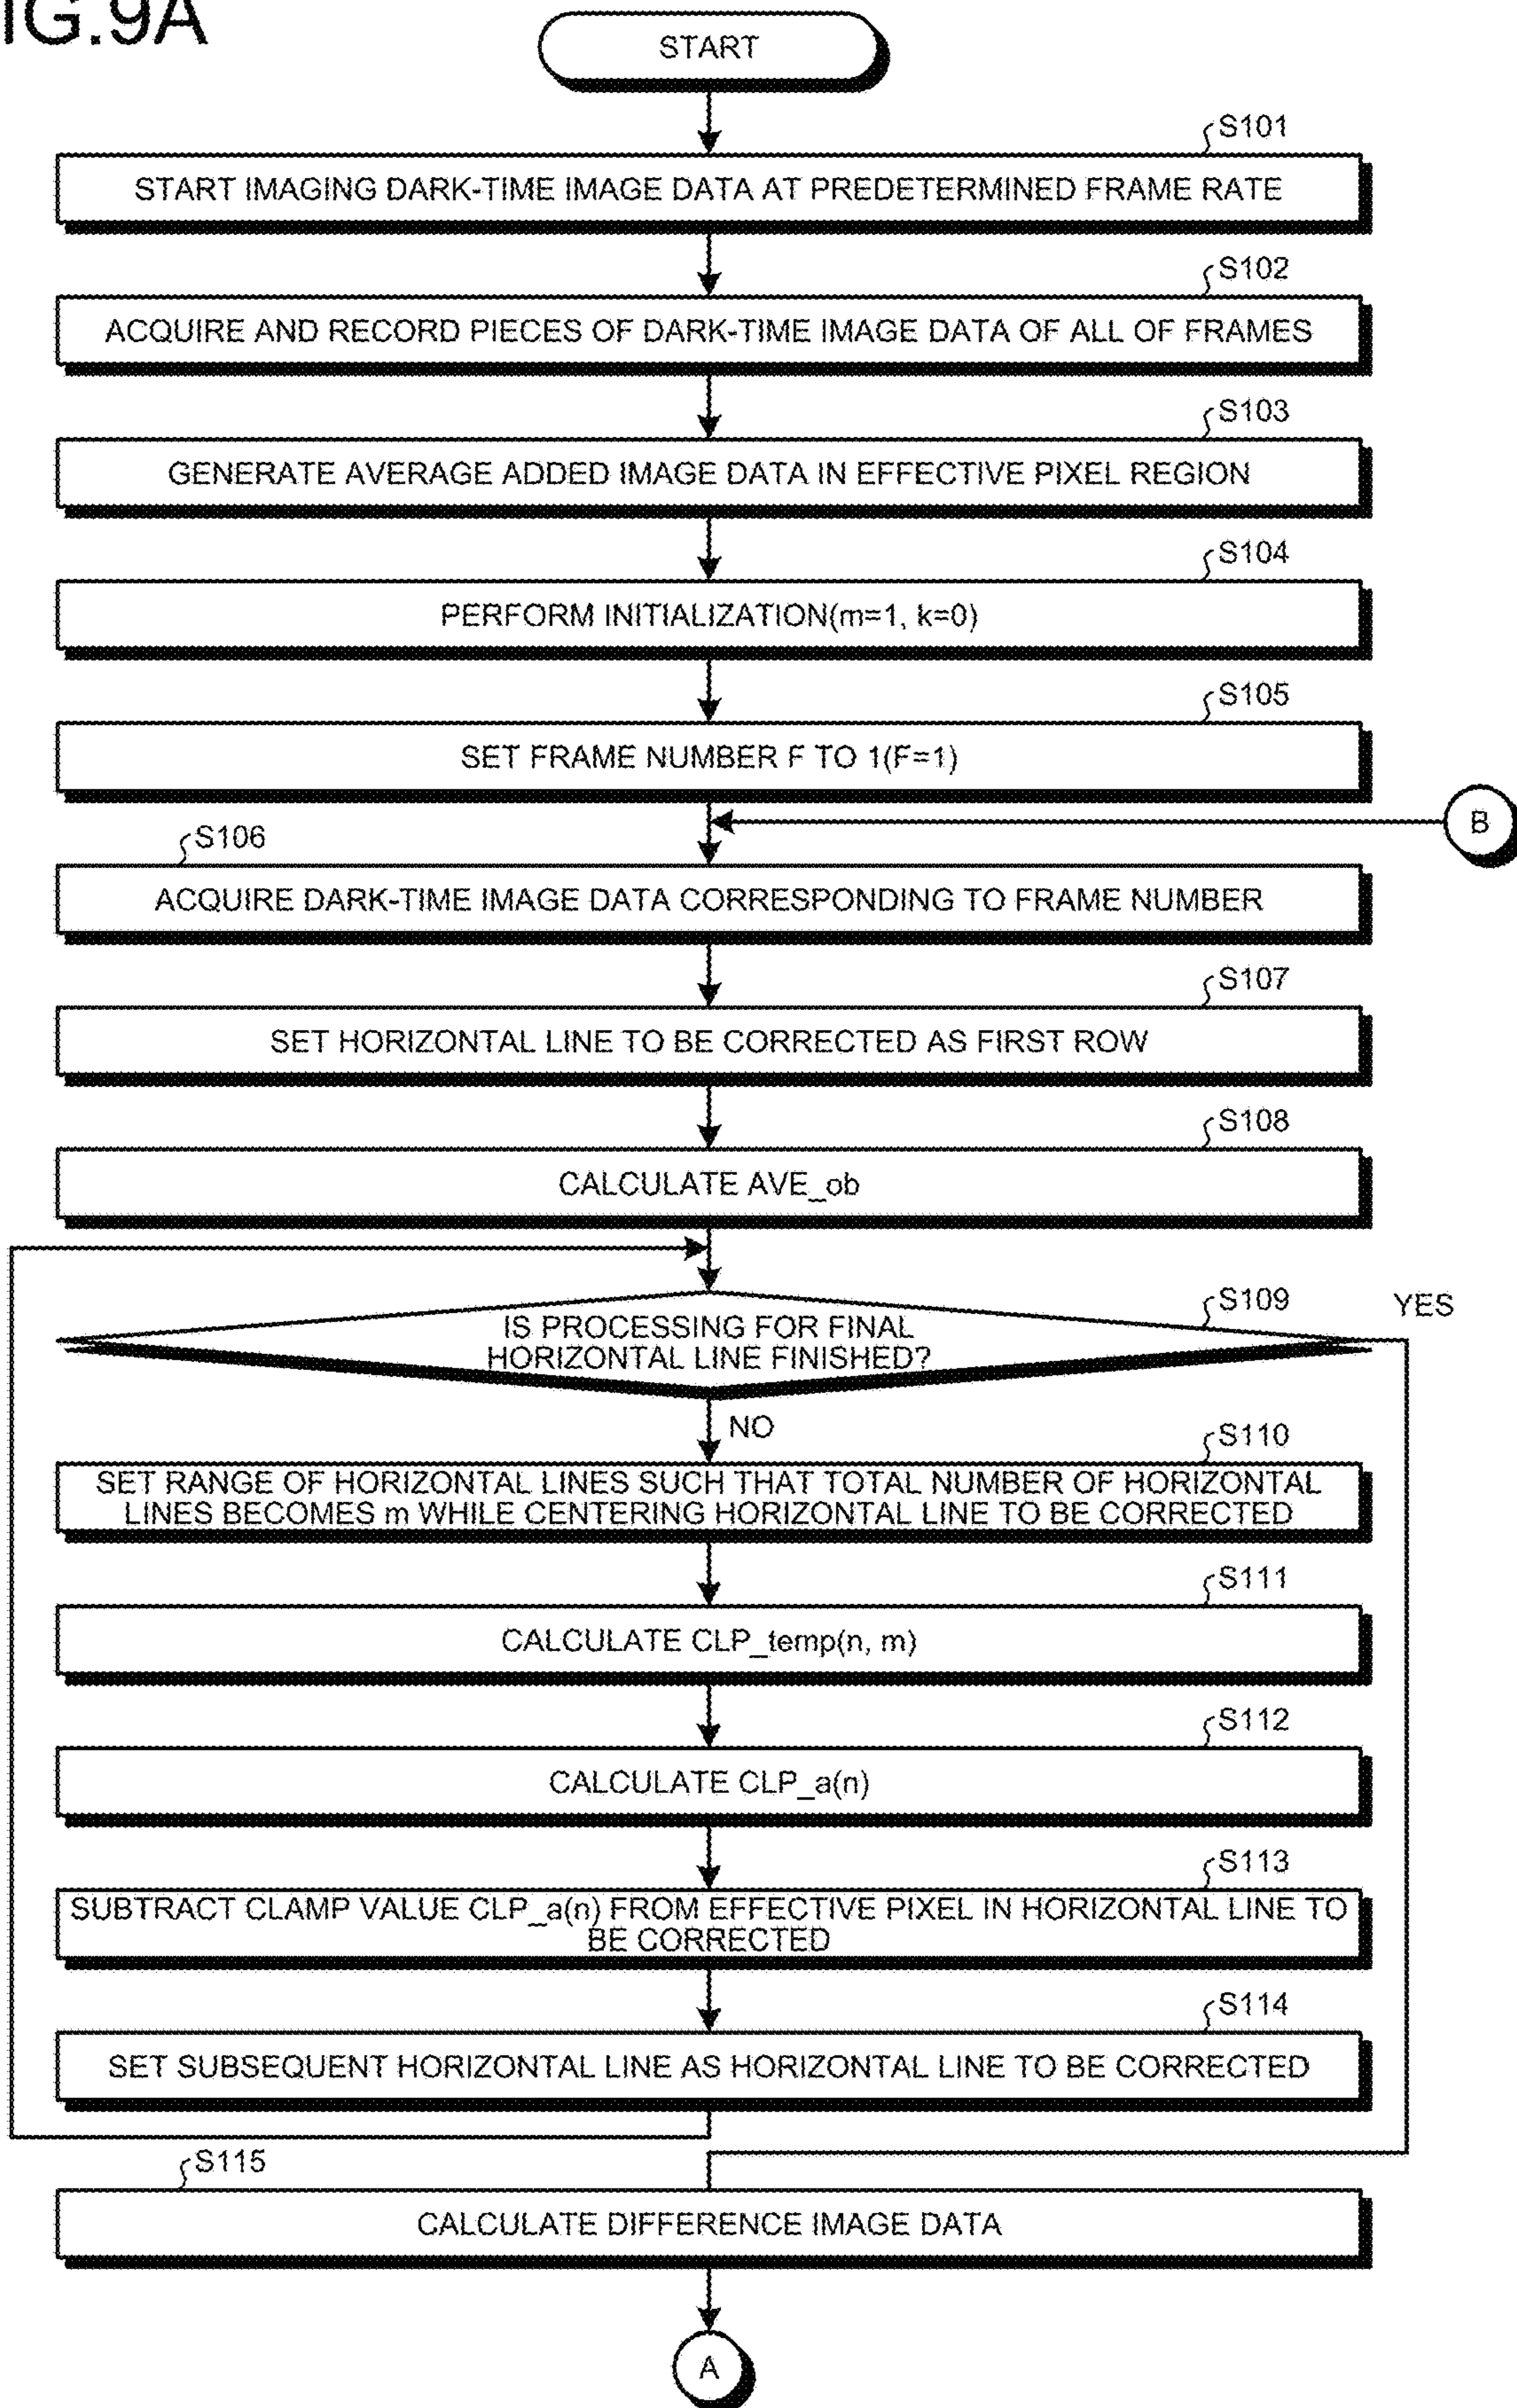 IG.9A
START
S101
START IMAGING DARK-TIME IMAGE DATA AT PREDETERMINED FRAME RATE
S102
ACQUIRE AND RECORD PIECES OF DARK-TIME IMAGE DATA OF ALL OF FRAMES
S103
GENERATE AVERAGE ADDED IMAGE DATA IN EFFECTIVE PIXEL REGION
S104
PERFORM INITIALIZATION(m=1, k=0)
S105
SET FRAME NUMBER F TO 1(F=1)
B
S106
ACQUIRE DARK-TIME IMAGE DATA CORRESPONDING TO FRAME NUMBER
S107
SET HORIZONTAL LINE TO BE CORRECTED AS FIRST ROW
S108
CALCULATE AVE_ob
S109
YES
IS PROCESSING FOR FINAL
HORIZONTAL LINE FINISHED?
NO
S110
SET RANGE OF HORIZONTAL LINES SUCH THAT TOTAL NUMBER OF HORIZONTAL
LINES BECOMES m WHILE CENTERING HORIZONTAL LINE TO BE CORRECTED
S111
CALCULATE CLP_temp(n, m)
S112
CALCULATE CLP_a(n)
S113
SUBTRACT CLAMP VALUE CLP_a(n) FROM EFFECTIVE PIXEL IN HORIZONTAL LINE TO
BE CORRECTED
S114
SET SUBSEQUENT HORIZONTAL LINE AS HORIZONTAL LINE TO BE CORRECTED
S115
CALCULATE DIFFERENCE IMAGE DATA
A